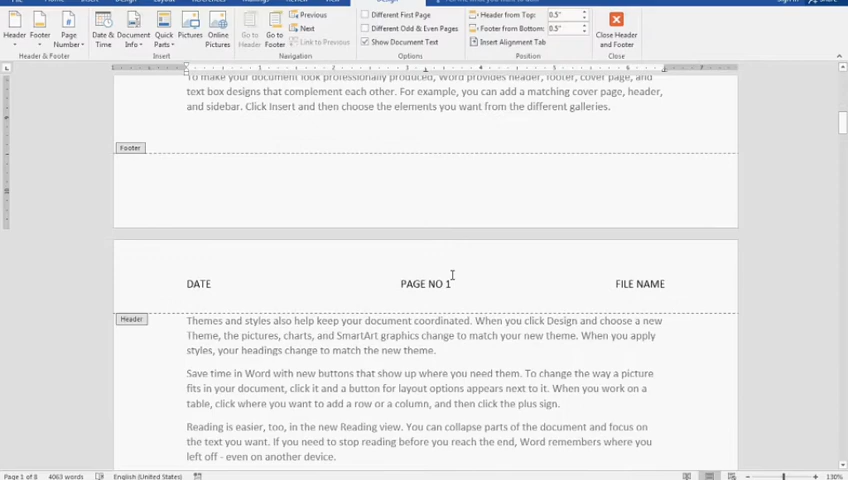 Design
Header
Footer
Page
Number
Header & Footer
Date &
Time
Document
Info
Quick
Parts
Pictures
Online
Pictures
Insert
Go to
Header
Go to
Footer
Previous
Next
Link to Previous
Navigation
Different First Page
Different Odd & Even Pages
Show Document Text
Options
Header from Top: 0.5"
Footer from Bottom: 0.5"
Insert Alignment Tab
Position
Close Header
and Footer
Close
To make your document look professionally produced, Word provides header, footer, cover page, and
text box designs that complement each other. For example, you can add a matching cover page, header,
and sidebar. Click Insert and then choose the elements you want from the different galleries.
Footer
DATE PAGE NO 1 FILE NAME
Header
Themes and styles also help keep your document coordinated. When you click Design and choose a new
Theme, the pictures, charts, and SmartArt graphics change to match your new theme. When you apply
styles, your headings change to match the new theme.
Save time in Word with new buttons that show up where you need them. To change the way a picture
fits in your document, click it and a button for layout options appears next to it. When you work on a
table, click where you want to add a row or a column, and then click the plus sign.
Reading is easier, too, in the new Reading view. You can collapse parts of the document and focus on
the text you want. If you need to stop reading before you reach the end, Word remembers where you
left off - even on another device.
Page 1 of 8 4063 words English (United States) 130%